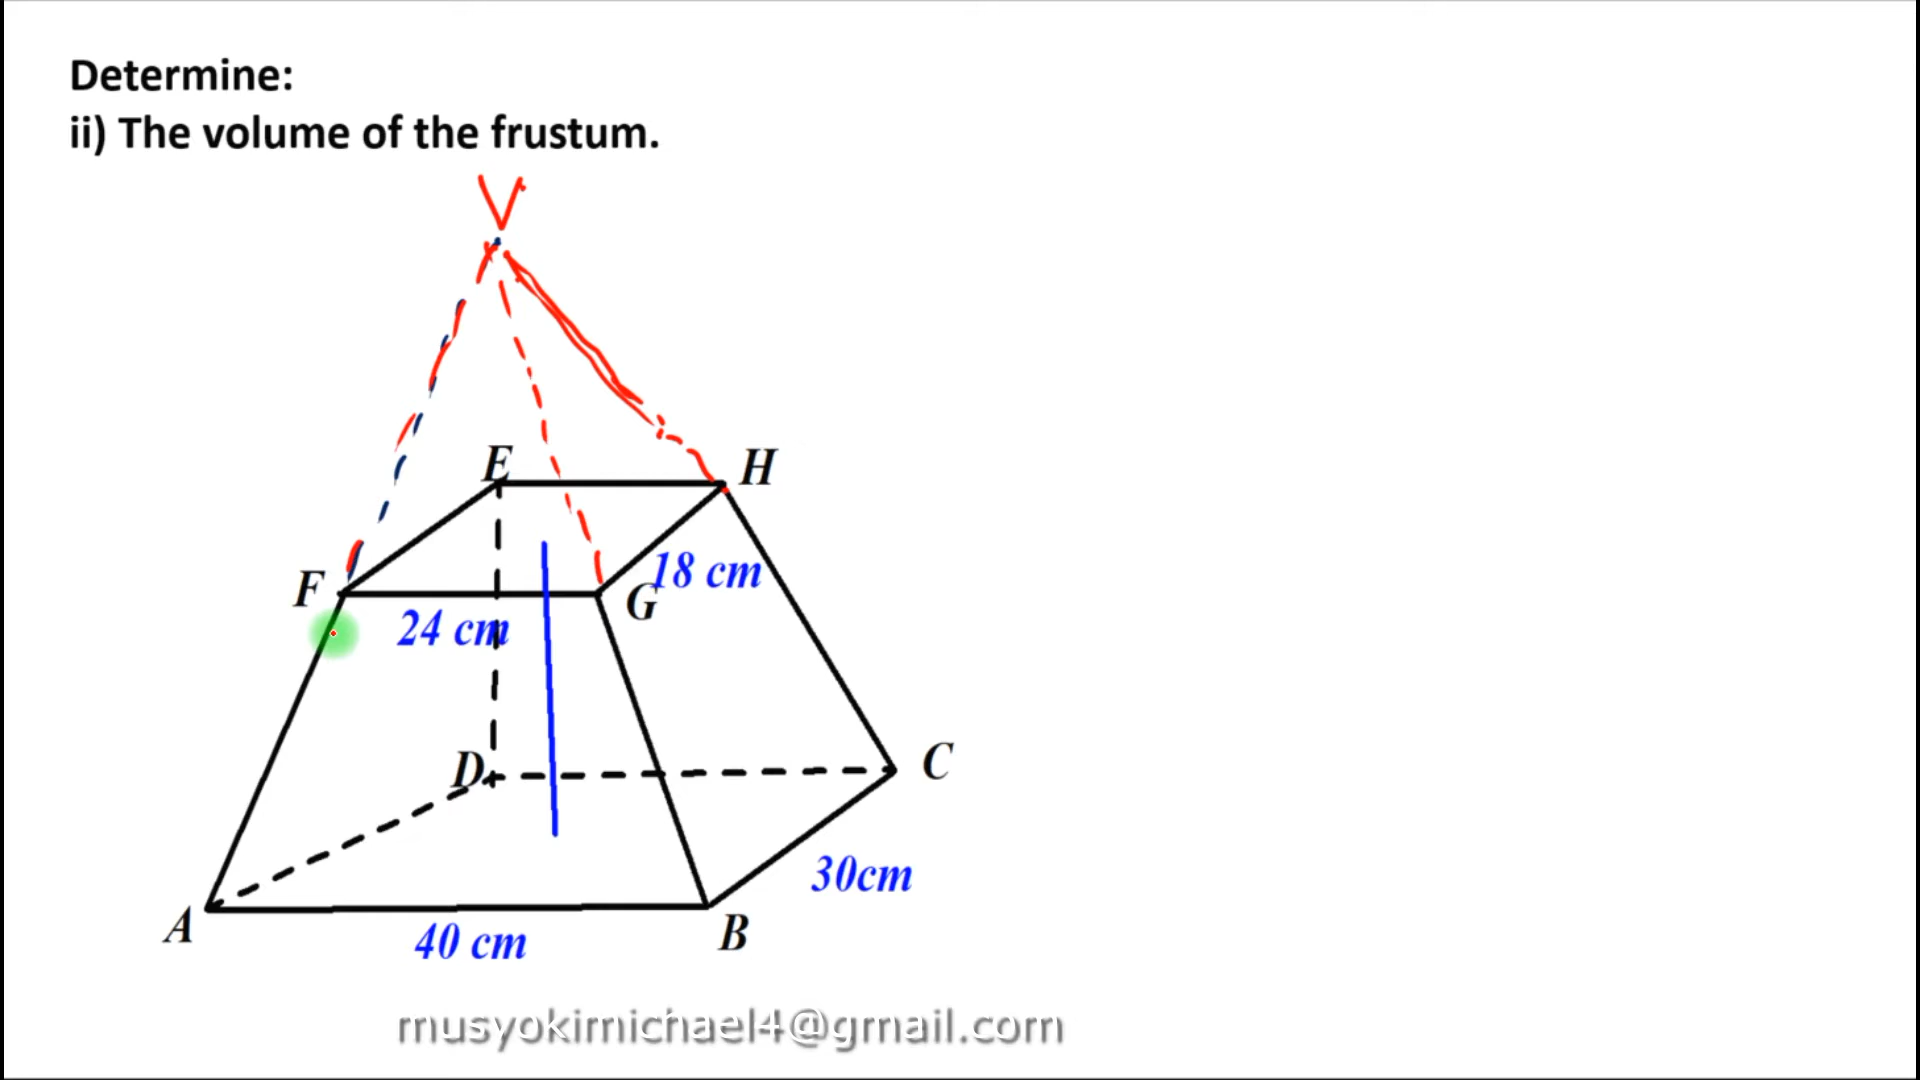 Determine:
ii) The volume of the frustum.
V
E
H
F
G
18 cm
24 cm
D
C
30cm
A
B
40 cm
musyokimichael4@gmail.com